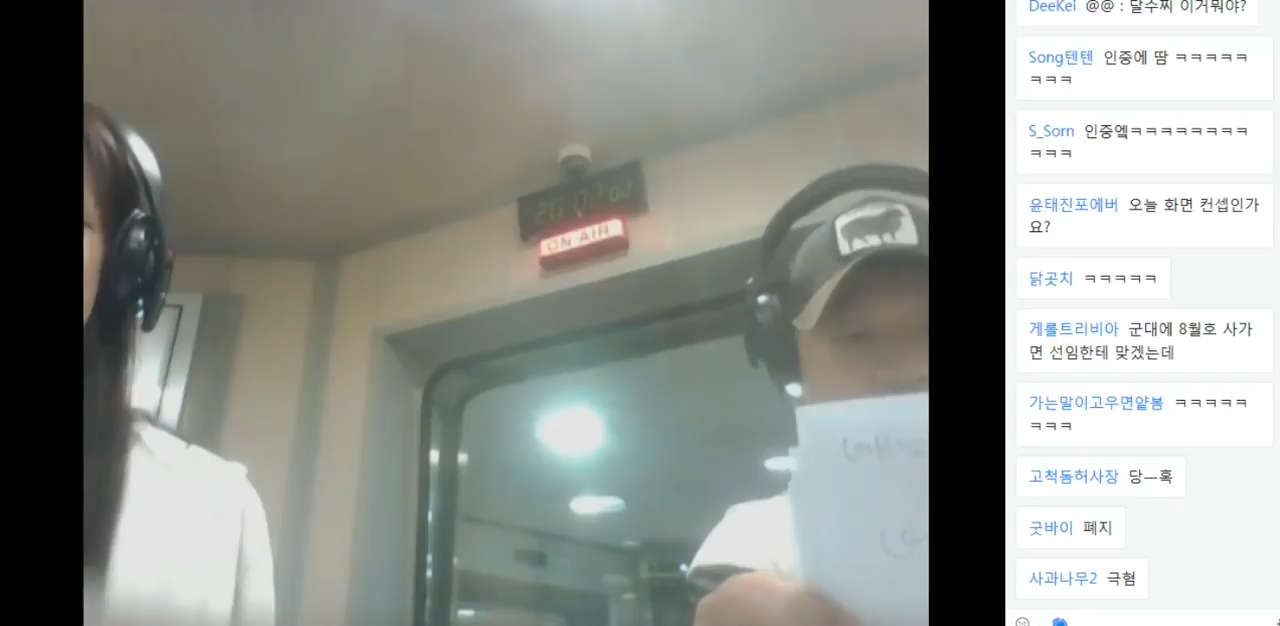 ON AIR
DeeKei @@ : 달수찌 이거뭐야?
Song텐텐 인중에 땀 ㅋㅋㅋㅋㅋ
ㅋㅋㅋ
S_Sorn 인중엨ㅋㅋㅋㅋㅋㅋㅋㅋ
ㅋㅋㅋ
윤태진포에버 오늘 화면 컨셉인가
요?
닭곳치 ㅋㅋㅋㅋㅋ
게롤트리비아 군대에 8월호 사가
면 선임한테 맞겠는데
가는말이고우면얕봄 ㅋㅋㅋㅋㅋ
ㅋㅋㅋ
고척돔허사장 당ㅡ혹
굿바이 폐지
사과나무2 극혐